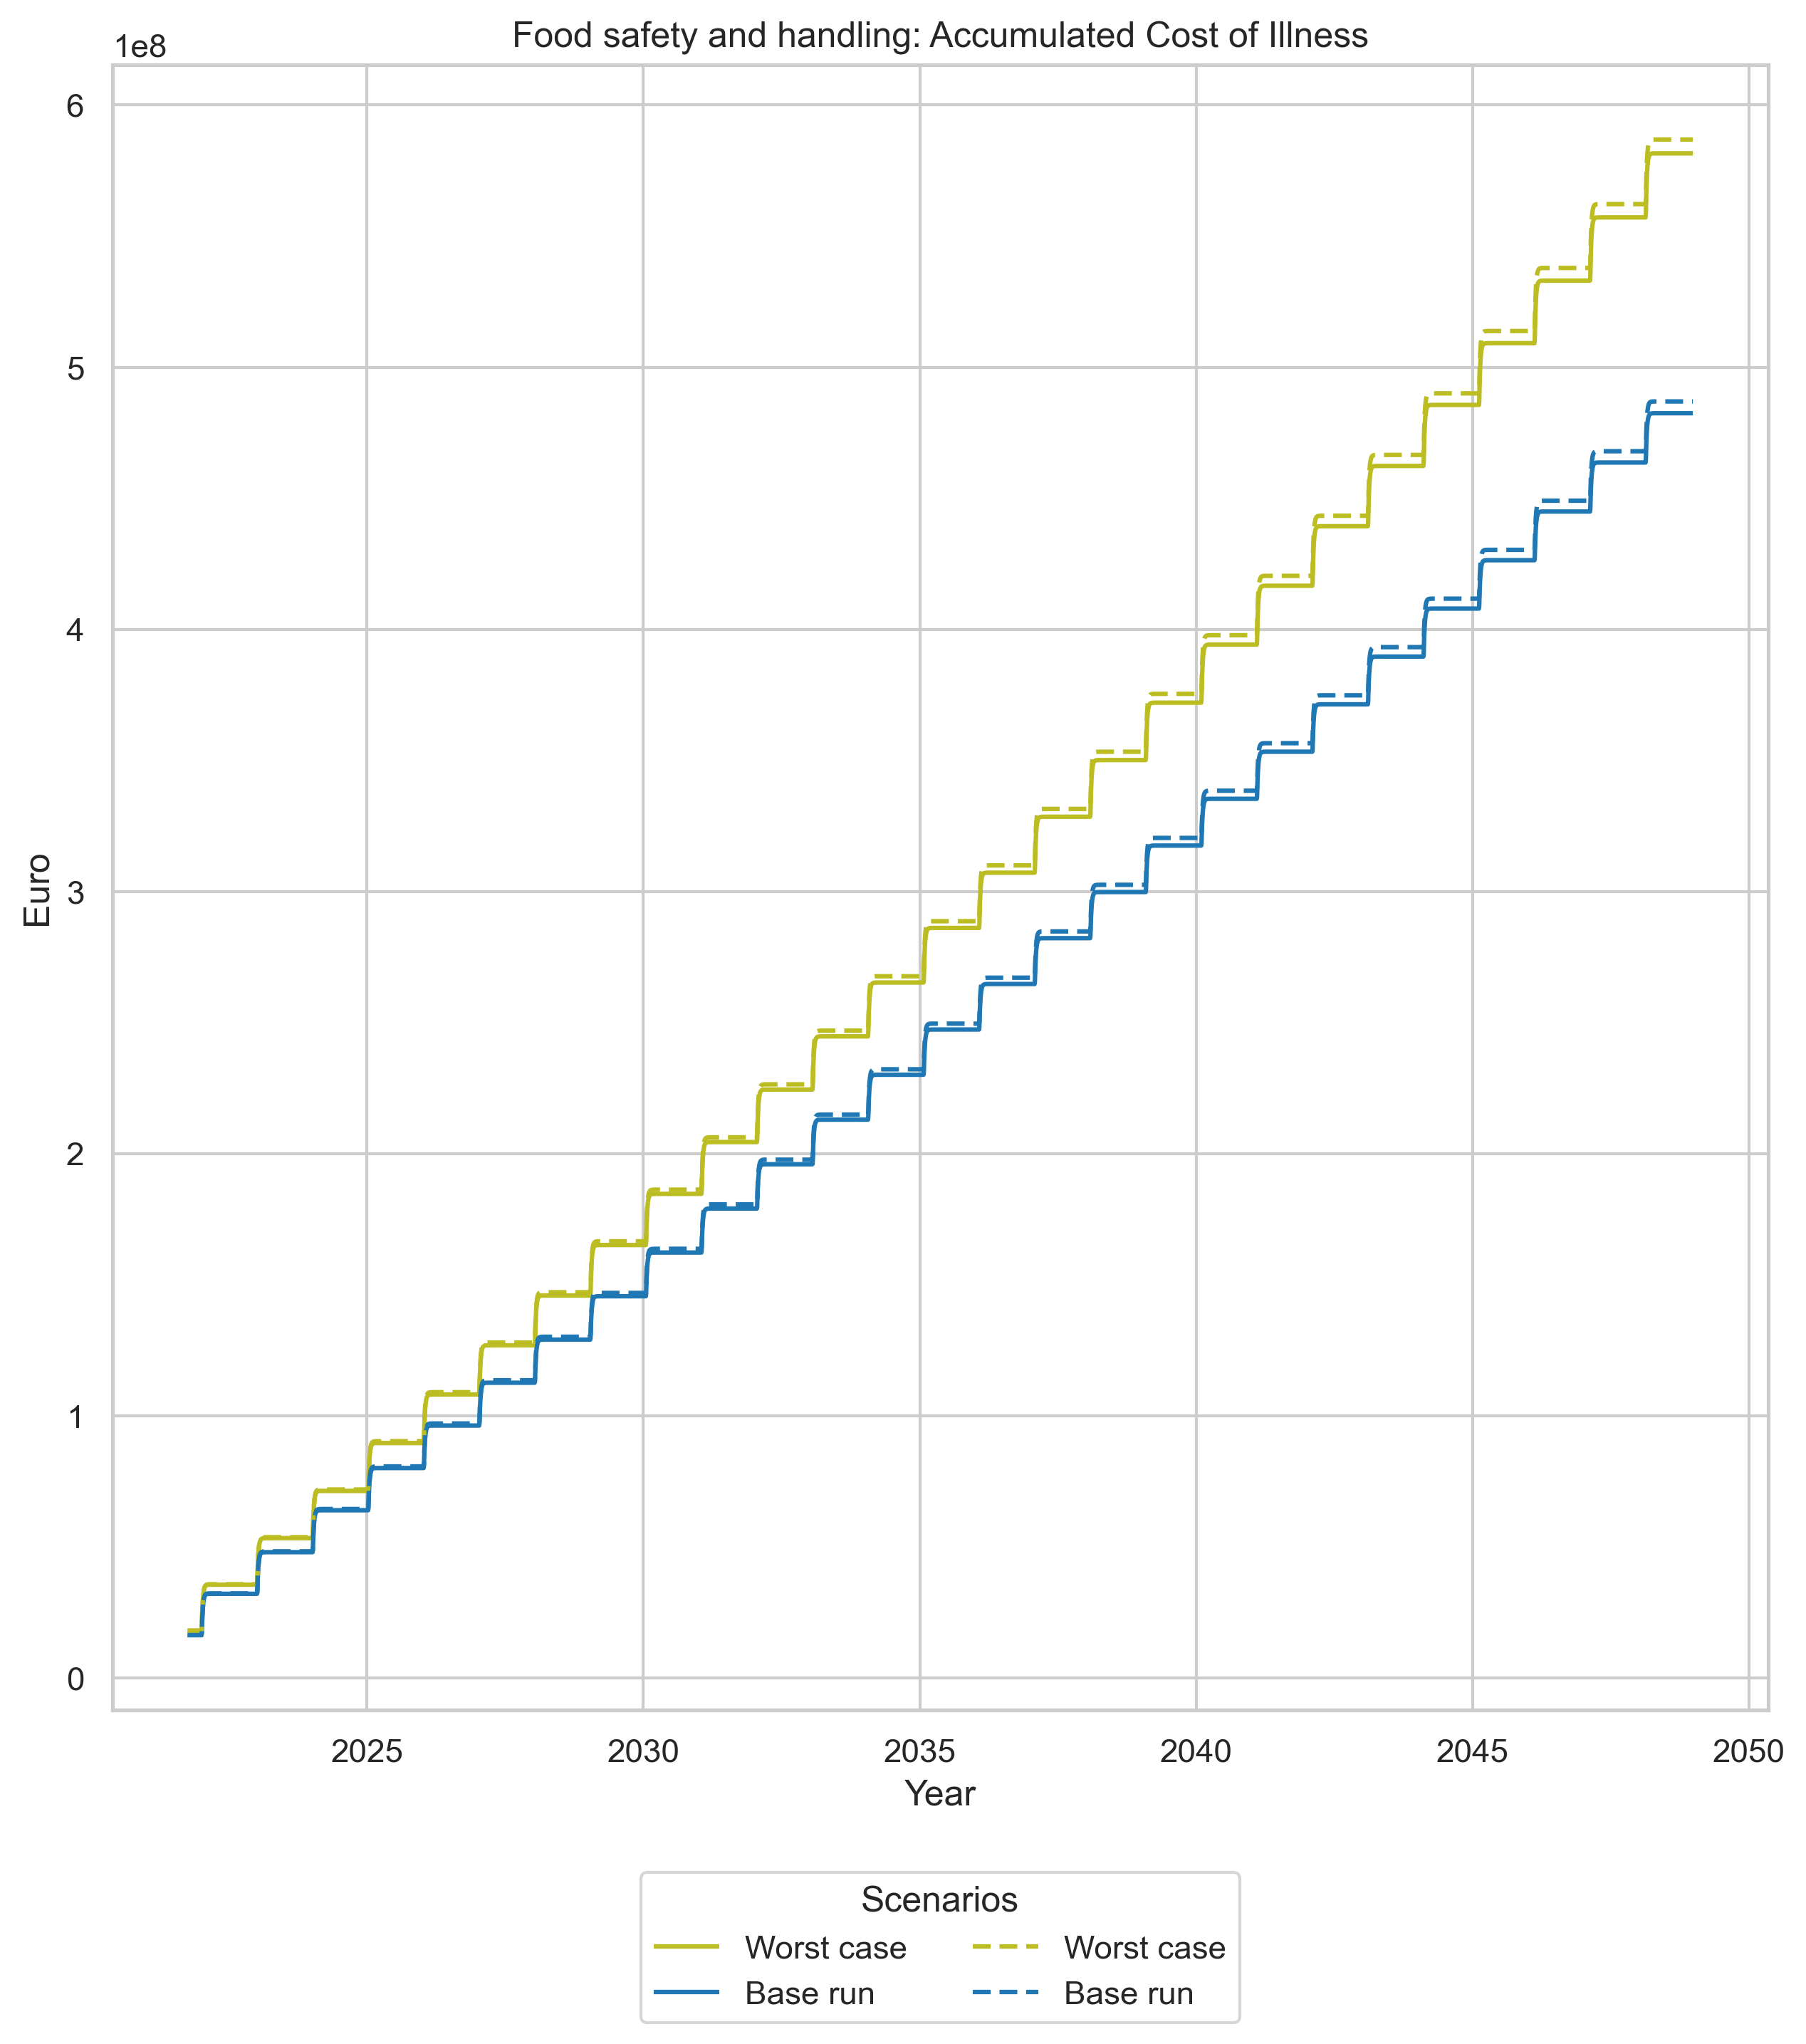 Food safety and handling: Accumulated Cost of Illness
1e8
6
5
4
3
2
1
0
Euro
2025 2030 2035 2040 2045 2050
Year
Scenarios
Worst case Worst case
Base run Base run